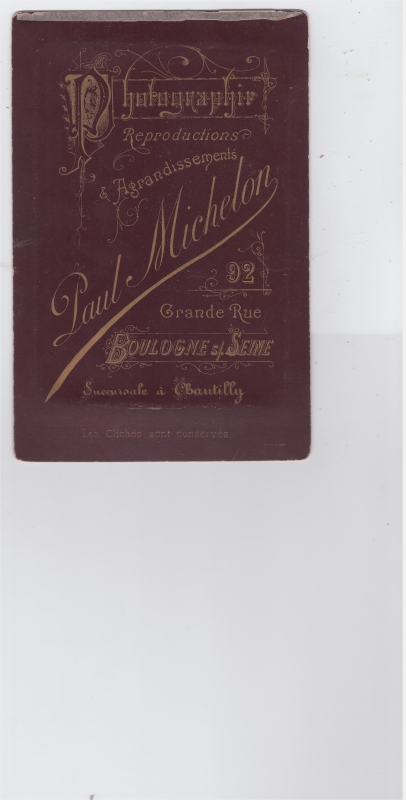 Photographie
Reproductions
& Agrandissements
Paul Michelon
92
Grande Rue
BOULOGNE s/ SEINE
Succursale à Chantilly
Les Clichés sont conservés.